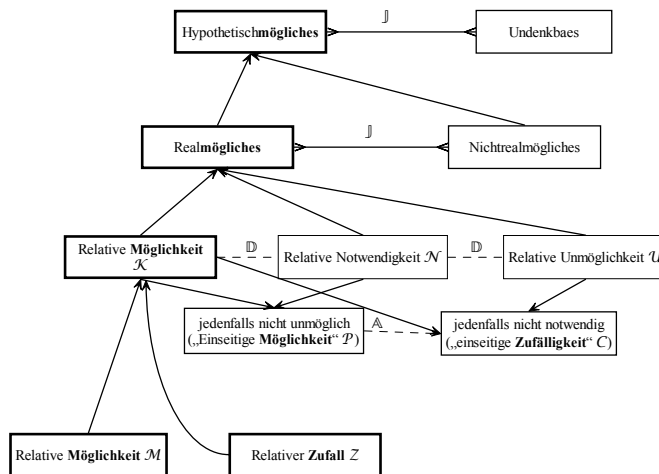 𝕁
Hypothetischmögliches
Undenkbaes
𝕁
Realmögliches
Nichtrealmögliches
Relative Möglichkeit
𝒦
𝔻
Relative Notwendigkeit 𝒩
𝔻
Relative Unmöglichkeit 𝒰
jedenfalls nicht unmöglich
(„Einseitige Möglichkeit“ 𝒫)
𝔸
jedenfalls nicht notwendig
(„einseitige Zufälligkeit“ 𝐶)
Relative Möglichkeit ℳ
Relativer Zufall 𝒵